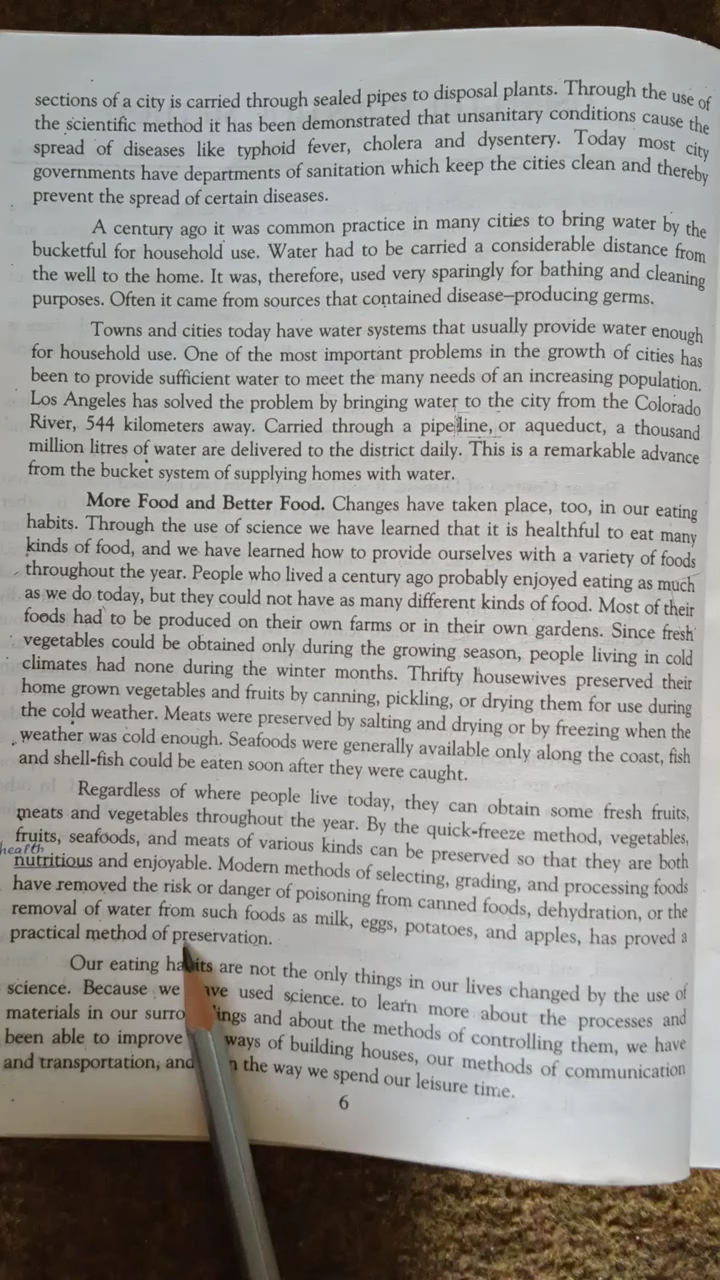 sections of a city is carried through sealed pipes to disposal plants. Through the use of
the scientific method it has been demonstrated that unsanitary conditions cause the
spread of diseases like typhoid fever, cholera and dysentery. Today most city
governments have departments of sanitation which keep the cities clean and thereby
prevent the spread of certain diseases.
A century ago it was common practice in many cities to bring water by the
bucketful for household use. Water had to be carried a considerable distance from
the well to the home. It was, therefore, used very sparingly for bathing and cleaning
purposes. Often it came from sources that contained disease–producing germs.
Towns and cities today have water systems that usually provide water enough
for household use. One of the most important problems in the growth of cities has
been to provide sufficient water to meet the many needs of an increasing population.
Los Angeles has solved the problem by bringing water to the city from the Colorado
River, 544 kilometers away. Carried through a pipe line, or aqueduct, a thousand
million litres of water are delivered to the district daily. This is a remarkable advance
from the bucket system of supplying homes with water.
More Food and Better Food. Changes have taken place, too, in our eating
habits. Through the use of science we have learned that it is healthful to eat many
kinds of food, and we have learned how to provide ourselves with a variety of foods
throughout the year. People who lived a century ago probably enjoyed eating as much
as we do today, but they could not have as many different kinds of food. Most of their
foods had to be produced on their own farms or in their own gardens. Since fresh
vegetables could be obtained only during the growing season, people living in cold
climates had none during the winter months. Thrifty housewives preserved their
home grown vegetables and fruits by canning, pickling, or drying them for use during
the cold weather. Meats were preserved by salting and drying or by freezing when the
weather was cold enough. Seafoods were generally available only along the coast, fish
and shell-fish could be eaten soon after they were caught.
Regardless of where people live today, they can obtain some fresh fruits,
meats and vegetables throughout the year. By the quick-freeze method, vegetables,
fruits, seafoods, and meats of various kinds can be preserved so that they are both
health
nutritious and enjoyable. Modern methods of selecting, grading, and processing foods
have removed the risk or danger of poisoning from canned foods, dehydration, or the
removal of water from such foods as milk, eggs, potatoes, and apples, has proved a
practical method of preservation.
Our eating habits are not the only things in our lives changed by the use of
science. Because we have used science. to learn more about the processes and
materials in our surro ings and about the methods of controlling them, we have
been able to improve ways of building houses, our methods of communication
and transportation, and the way we spend our leisure time.
6